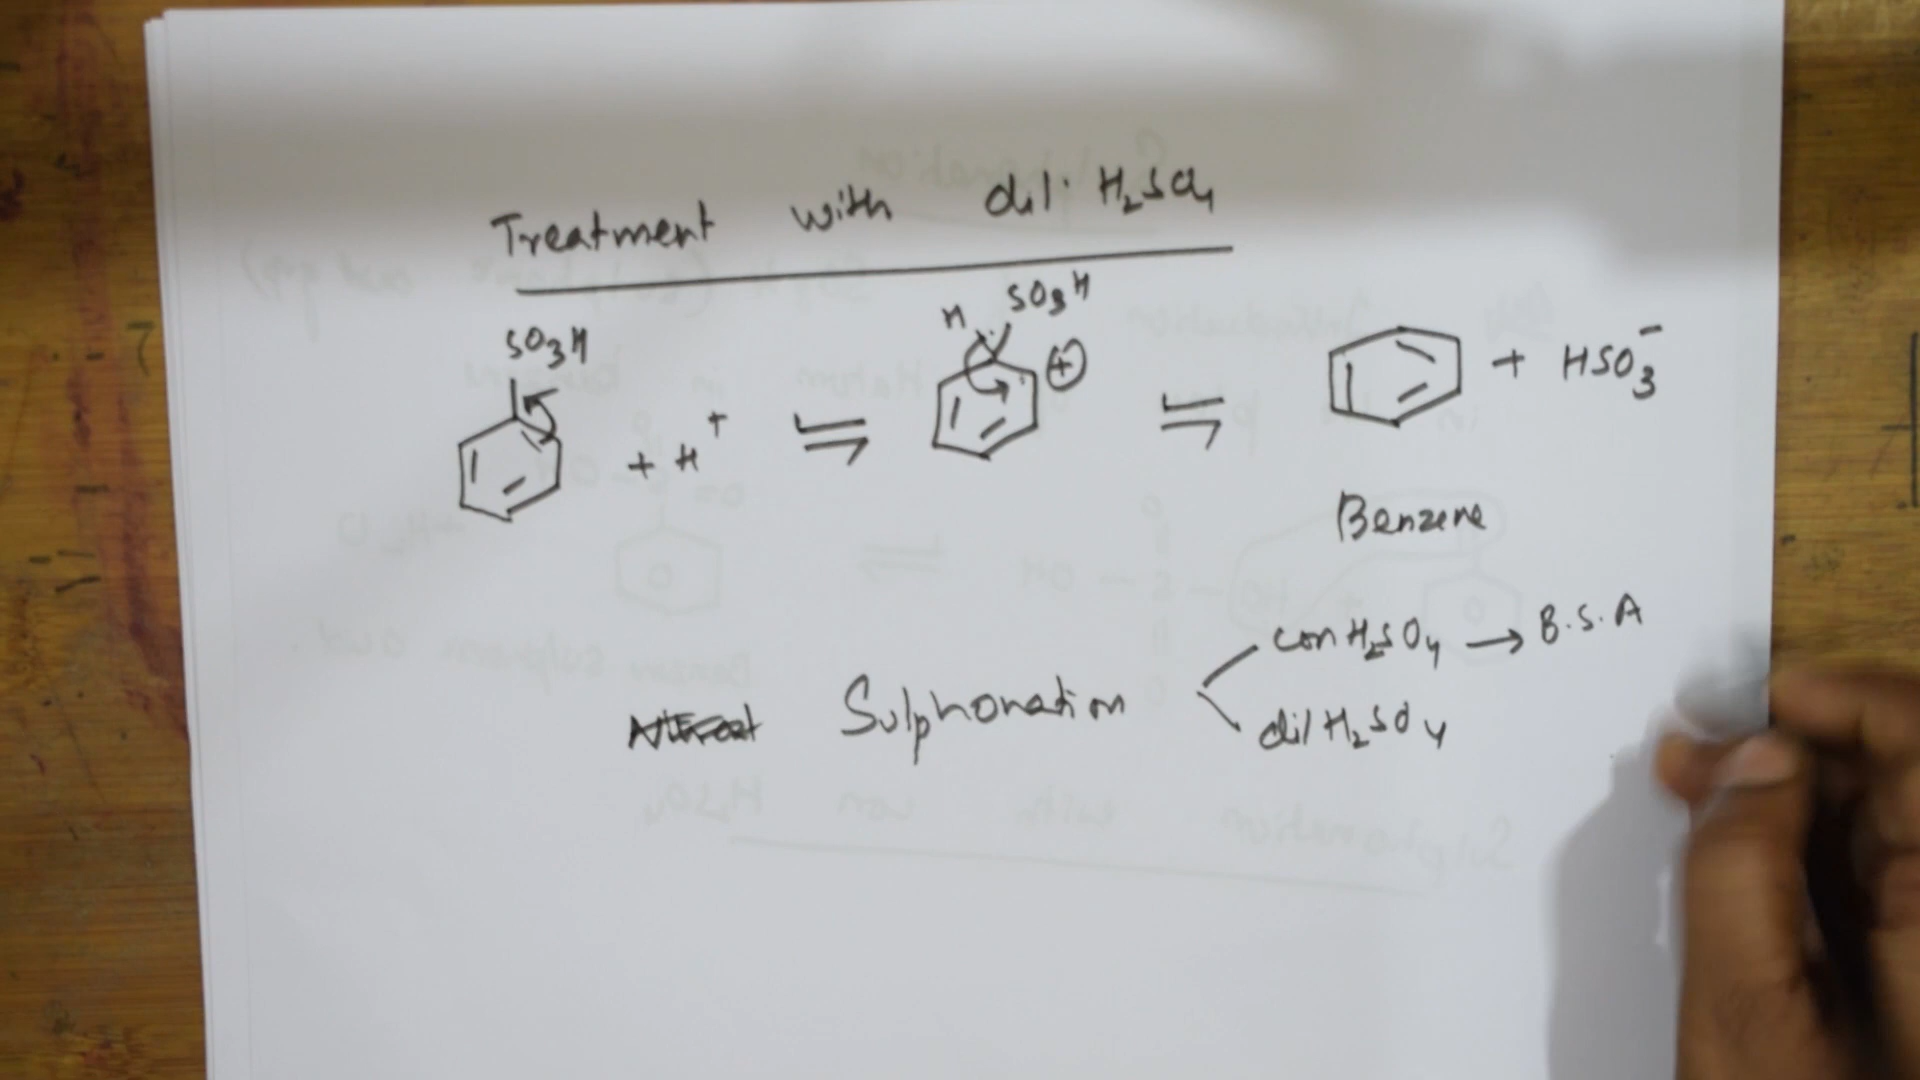 Treatment with dil. H₂SO₄
SO₃H + H⁺ ⇌ H SO₃H ⊕ ⇌ + HSO₃⁻
Benzene
Sulphonation
con H₂SO₄ → B.S.A
dil H₂SO₄